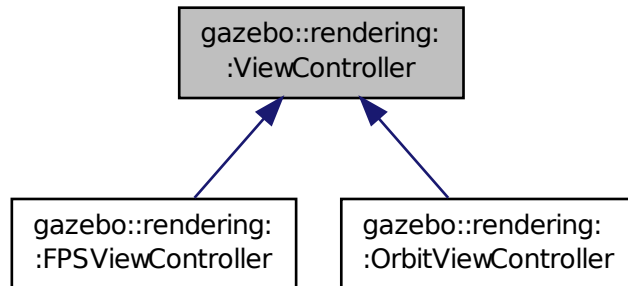 gazebo::rendering:
:ViewController
gazebo::rendering:
:FPSViewController
gazebo::rendering:
:OrbitViewController